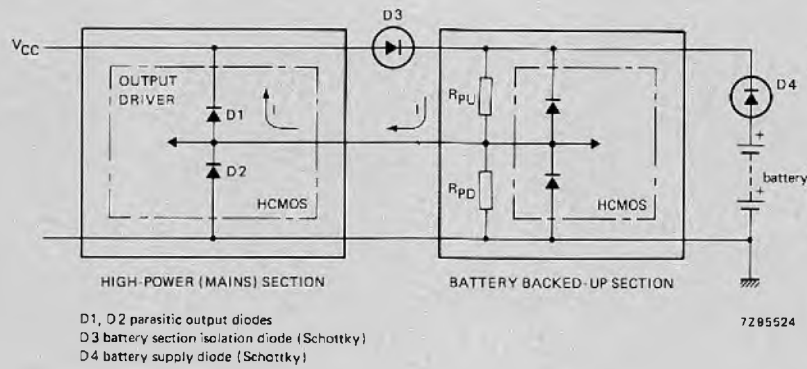 D3
VCC
OUTPUT
DRIVER
D1
I
I
D2
HCMOS
RPU
RPD
HCMOS
D4
+
battery
+
HIGH-POWER (MAINS) SECTION
BATTERY BACKED-UP SECTION
D1, D2 parasitic output diodes
D3 battery section isolation diode (Schottky)
D4 battery supply diode (Schottky)
7Z85524